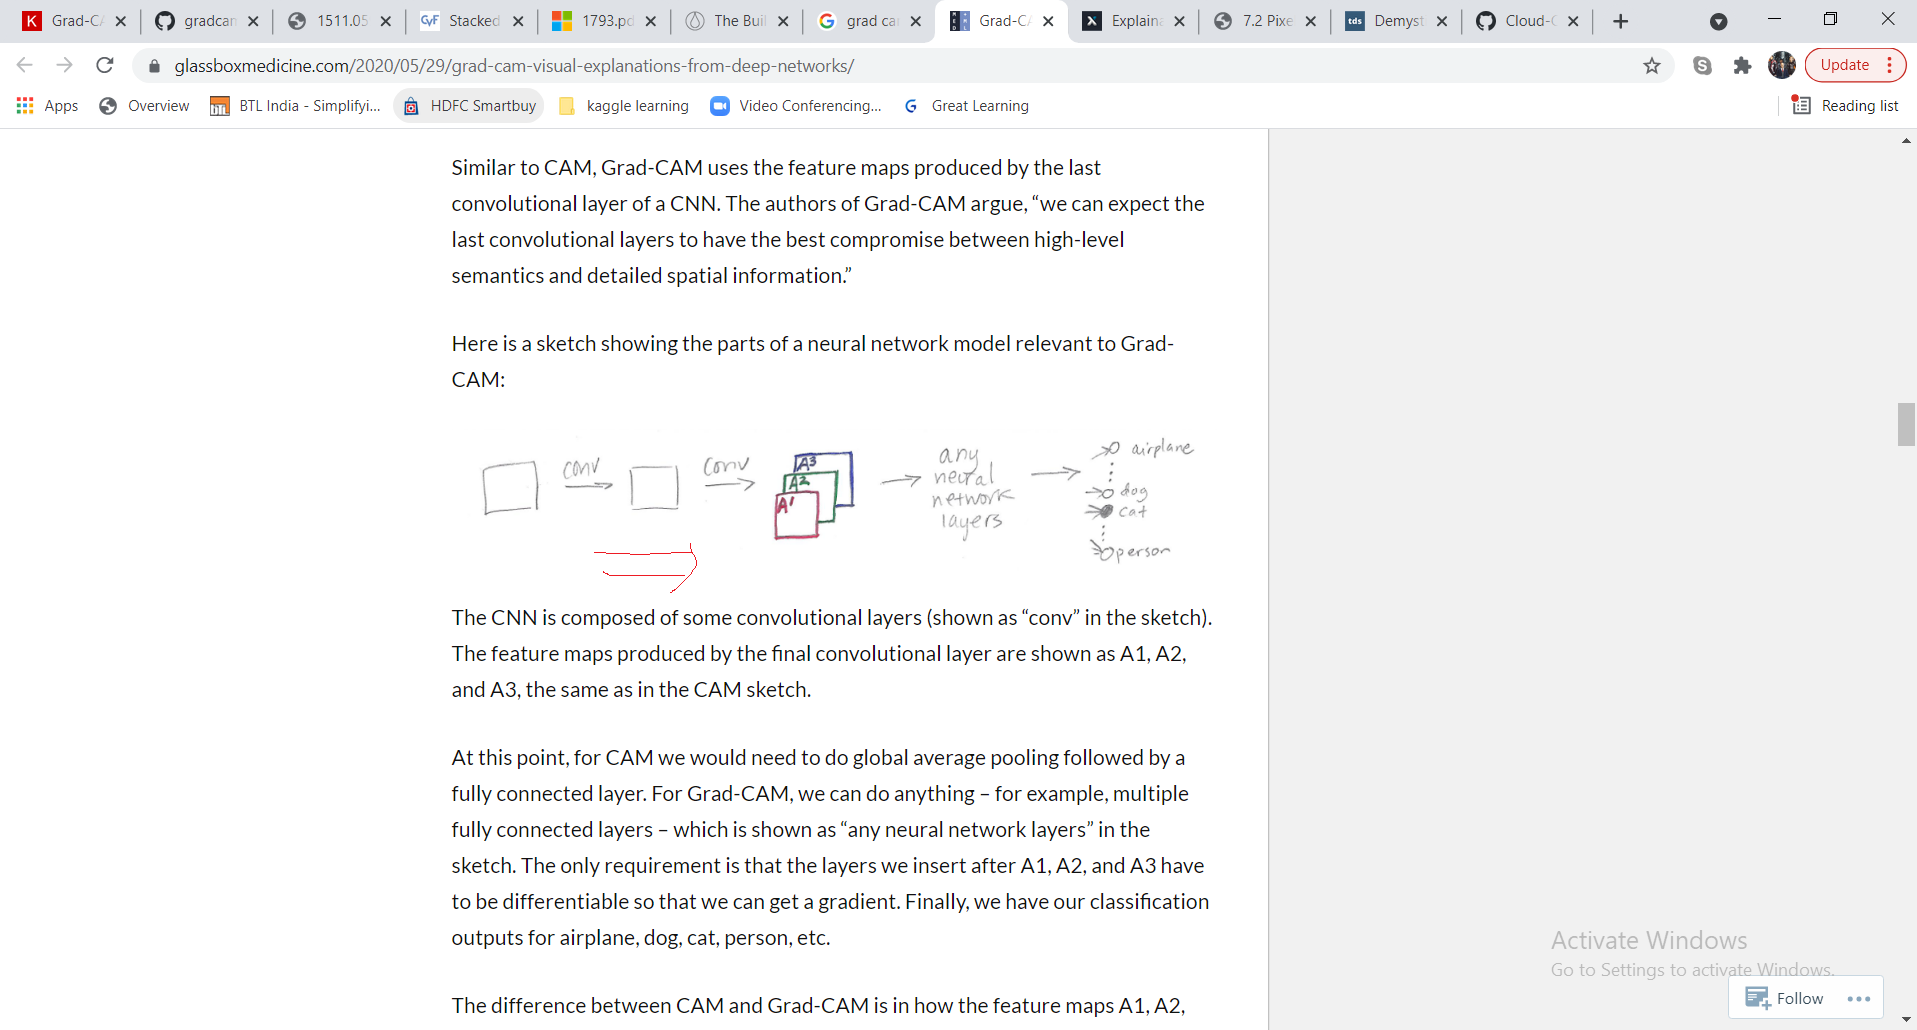 Grad-C
gradcan
1511.05
GvF Stacked
1793.pd
The Buil
grad ca
Grad-C
Explain
7.2 Pixe
tds Demyst
Cloud-
glassboxmedicine.com/2020/05/29/grad-cam-visual-explanations-from-deep-networks/
Update
Apps
Overview
BTL India - Simplifyi...
HDFC Smartbuy
kaggle learning
Video Conferencing...
Great Learning
Reading list
Similar to CAM, Grad-CAM uses the feature maps produced by the last
convolutional layer of a CNN. The authors of Grad-CAM argue, “we can expect the
last convolutional layers to have the best compromise between high-level
semantics and detailed spatial information.”
Here is a sketch showing the parts of a neural network model relevant to Grad-
CAM:
conv
conv
A3
A2
A1
any
neural
network
layers
airplane
dog
cat
person
The CNN is composed of some convolutional layers (shown as “conv” in the sketch).
The feature maps produced by the final convolutional layer are shown as A1, A2,
and A3, the same as in the CAM sketch.
At this point, for CAM we would need to do global average pooling followed by a
fully connected layer. For Grad-CAM, we can do anything – for example, multiple
fully connected layers – which is shown as “any neural network layers” in the
sketch. The only requirement is that the layers we insert after A1, A2, and A3 have
to be differentiable so that we can get a gradient. Finally, we have our classification
outputs for airplane, dog, cat, person, etc.
The difference between CAM and Grad-CAM is in how the feature maps A1, A2,
Activate Windows
Go to Settings to activate Windows.
Follow